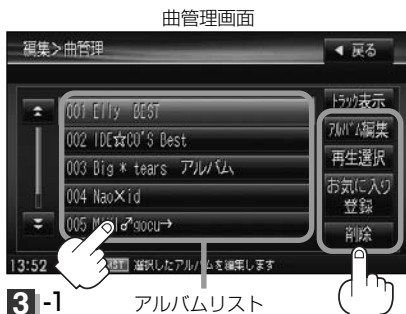 曲管理画面
編集>曲管理
◀ 戻る
トラック表示
001 Elly BEST
アルバム編集
002 IDE☆CO'S Best
再生選択
003 Big * tears アルバム
お気に入り
登録
004 Nao×id
005 ♂gocu→
削除
13:52 選択したアルバムを編集します
3-1
アルバムリスト